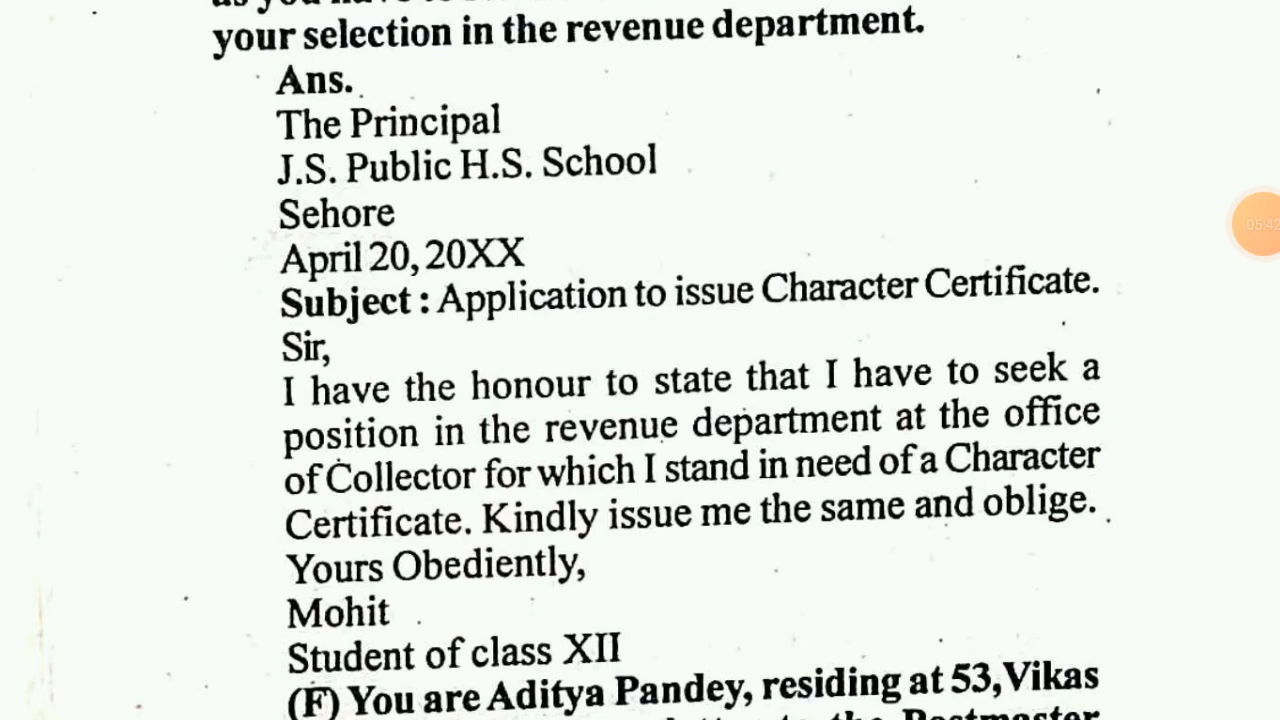 your selection in the revenue department.
Ans.
The Principal
J.S. Public H.S. School
Sehore
April 20, 20XX
Subject : Application to issue Character Certificate.
Sir,
I have the honour to state that I have to seek a
position in the revenue department at the office
of Collector for which I stand in need of a Character
Certificate. Kindly issue me the same and oblige.
Yours Obediently,
Mohit
Student of class XII
(F) You are Aditya Pandey, residing at 53, Vikas
05:42